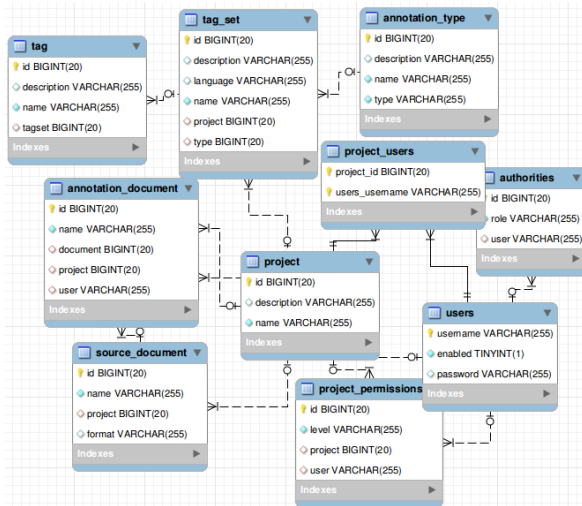 tag
id BIGINT(20)
description VARCHAR(255)
name VARCHAR(255)
tagset BIGINT(20)
Indexes
tag_set
id BIGINT(20)
description VARCHAR(255)
language VARCHAR(255)
name VARCHAR(255)
project BIGINT(20)
type BIGINT(20)
Indexes
annotation_type
id BIGINT(20)
description VARCHAR(255)
name VARCHAR(255)
type VARCHAR(255)
Indexes
project_users
project_id BIGINT(20)
users_username VARCHAR(255)
Indexes
authorities
id BIGINT(20)
role VARCHAR(255)
user VARCHAR(255)
Indexes
annotation_document
id BIGINT(20)
name VARCHAR(255)
document BIGINT(20)
project BIGINT(20)
user VARCHAR(255)
Indexes
project
id BIGINT(20)
description VARCHAR(255)
name VARCHAR(255)
Indexes
users
username VARCHAR(255)
enabled TINYINT(1)
password VARCHAR(255)
Indexes
source_document
id BIGINT(20)
name VARCHAR(255)
project BIGINT(20)
format VARCHAR(255)
Indexes
project_permissions
id BIGINT(20)
level VARCHAR(255)
project BIGINT(20)
user VARCHAR(255)
Indexes